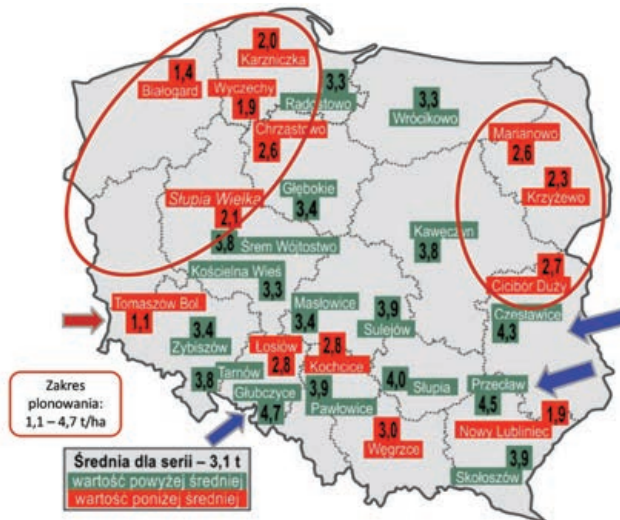 2,0
Karzniczka
1,4
Białogard
Wyczechy
1,9
3,3
Radostowo
3,3
Wrócikowo
Chrząstowo
2,6
Marianowo
2,6
2,3
Krzyżewo
Słupia Wielka
2,1
Głębokie
3,4
3,8 Śrem Wójtostwo
Kawęczyn
3,8
Kościelna Wieś
3,3
2,7
Cicibór Duży
Tomaszów Bol
1,1
Masłowice
3,4
3,9
Sulejów
Czesławice
4,3
3,4
Zybiszów
Łosiów
2,8
2,8
Kochcice
Tarnów
3,8
Głubczyce
4,7
3,9
Pawłowice
4,0 Słupia
Przecław
4,5
1,9
Nowy Lubliniec
3,0
Węgrzce
3,9
Skołoszów
Zakres
plonowania:
1,1 – 4,7 t/ha
Średnia dla serii – 3,1 t
wartość powyżej średniej
wartość poniżej średniej